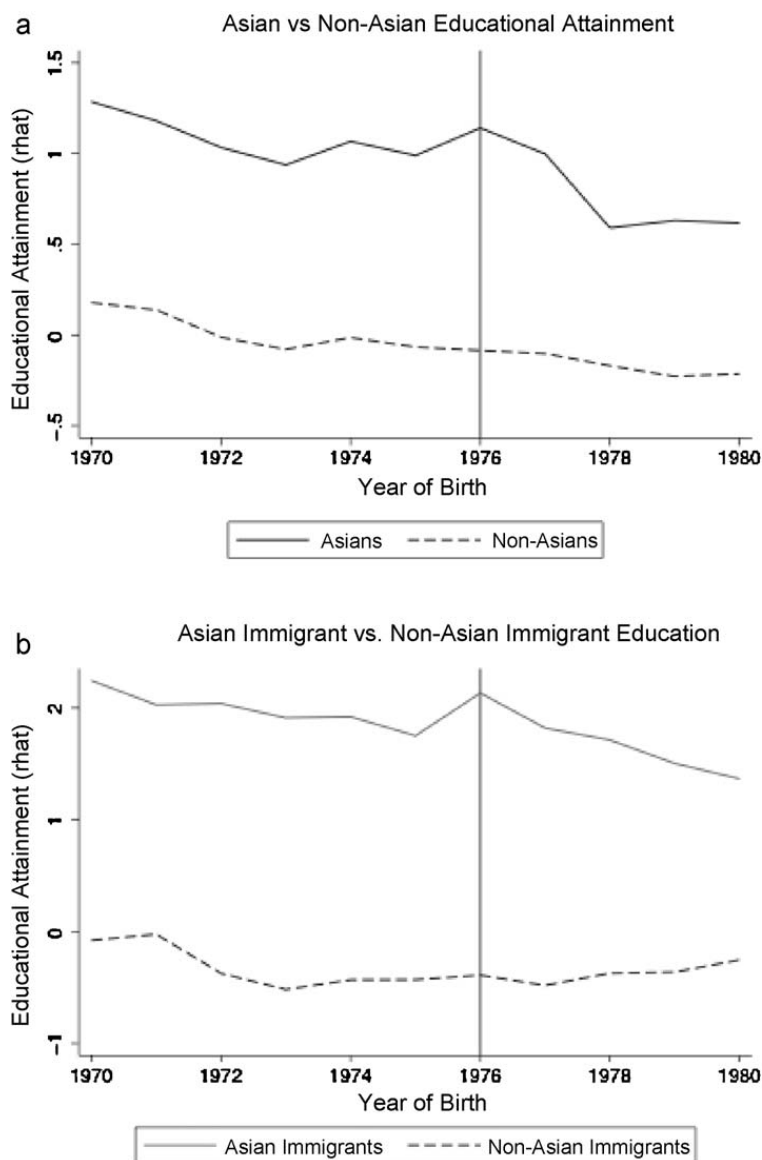 a
Asian vs Non-Asian Educational Attainment
Educational Attainment (rhat)
1.5
1
.5
0
-.5
1970 1972 1974 1976 1978 1980
Year of Birth
Asians Non-Asians
b
Asian Immigrant vs. Non-Asian Immigrant Education
Educational Attainment (rhat)
2
1
0
-1
1970 1972 1974 1976 1978 1980
Year of Birth
Asian Immigrants Non-Asian Immigrants